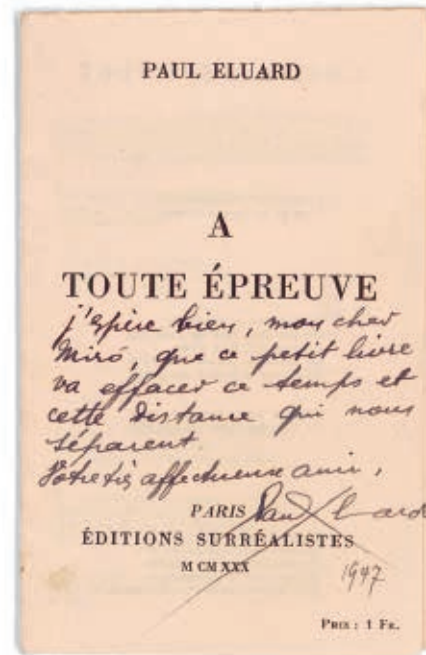 PAUL ELUARD
A
TOUTE ÉPREUVE
j'espère bien, mon cher
Miró, que ce petit livre
va effacer ce temps et
cette distance qui nous
séparent.
Votre très affectueux ami,
PARIS Paul Eluard
ÉDITIONS SURRÉALISTES
M CM XXX
1947
PRIX : 1 FR.